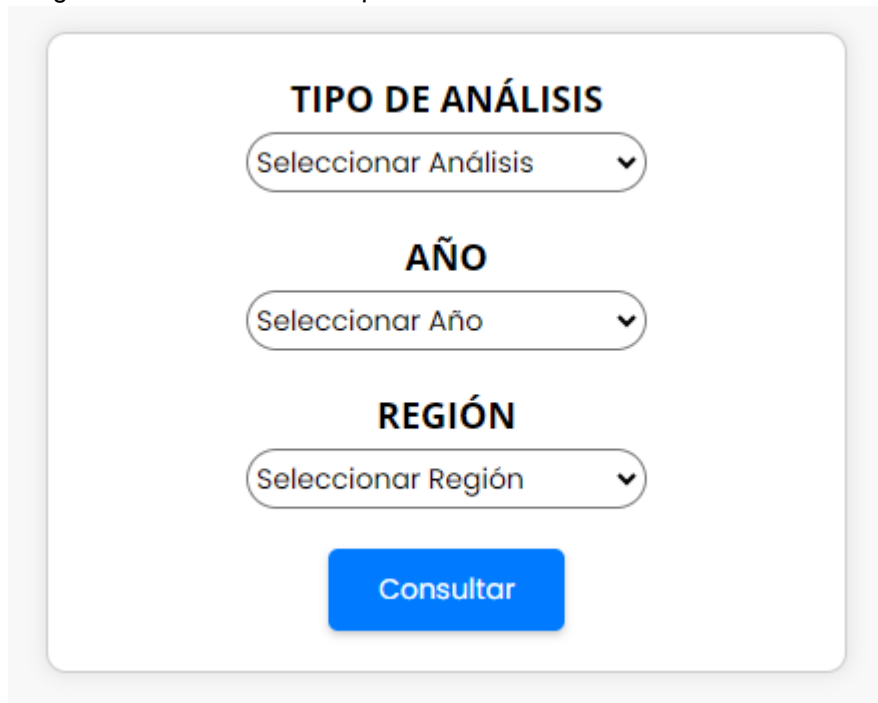 TIPO DE ANÁLISIS
Seleccionar Análisis
AÑO
Seleccionar Año
REGIÓN
Seleccionar Región
Consultar